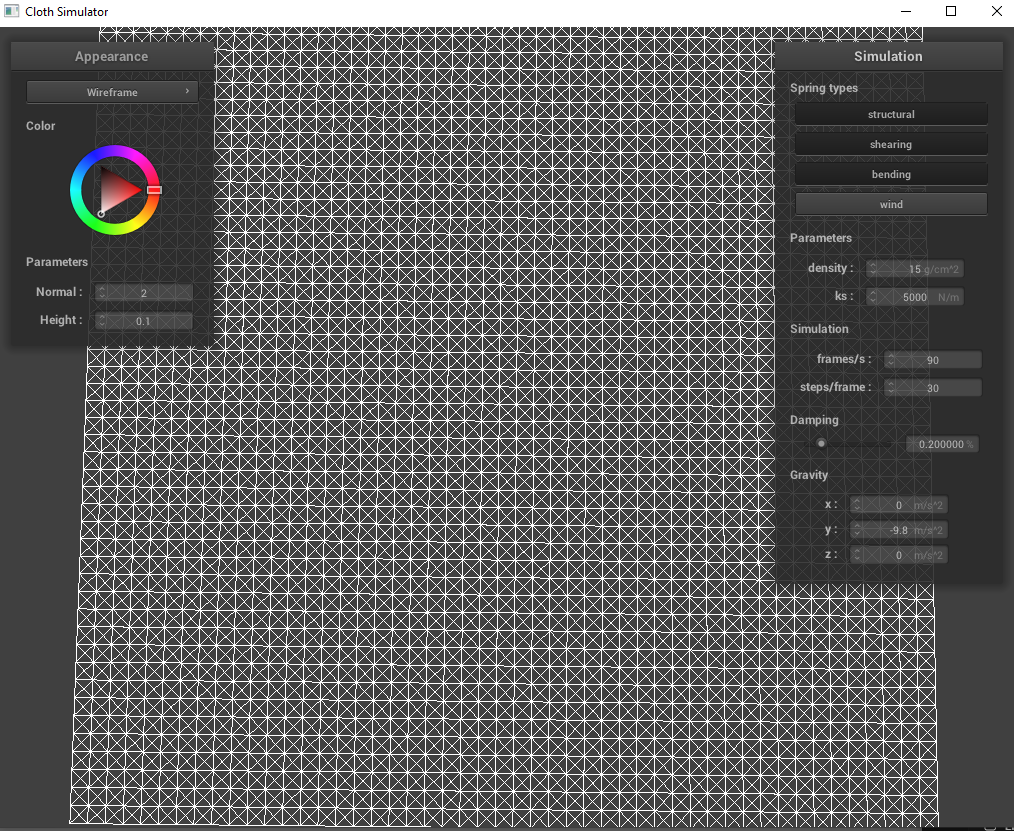 Cloth Simulator
Appearance
Wireframe ›
Color
Parameters
Normal : 2
Height : 0.1
Simulation
Spring types
structural
shearing
bending
wind
Parameters
density : 15 g/cm^2
ks : 5000 N/m
Simulation
frames/s : 90
steps/frame : 30
Damping
0.200000 %
Gravity
x : 0 m/s^2
y : -9.8 m/s^2
z : 0 m/s^2